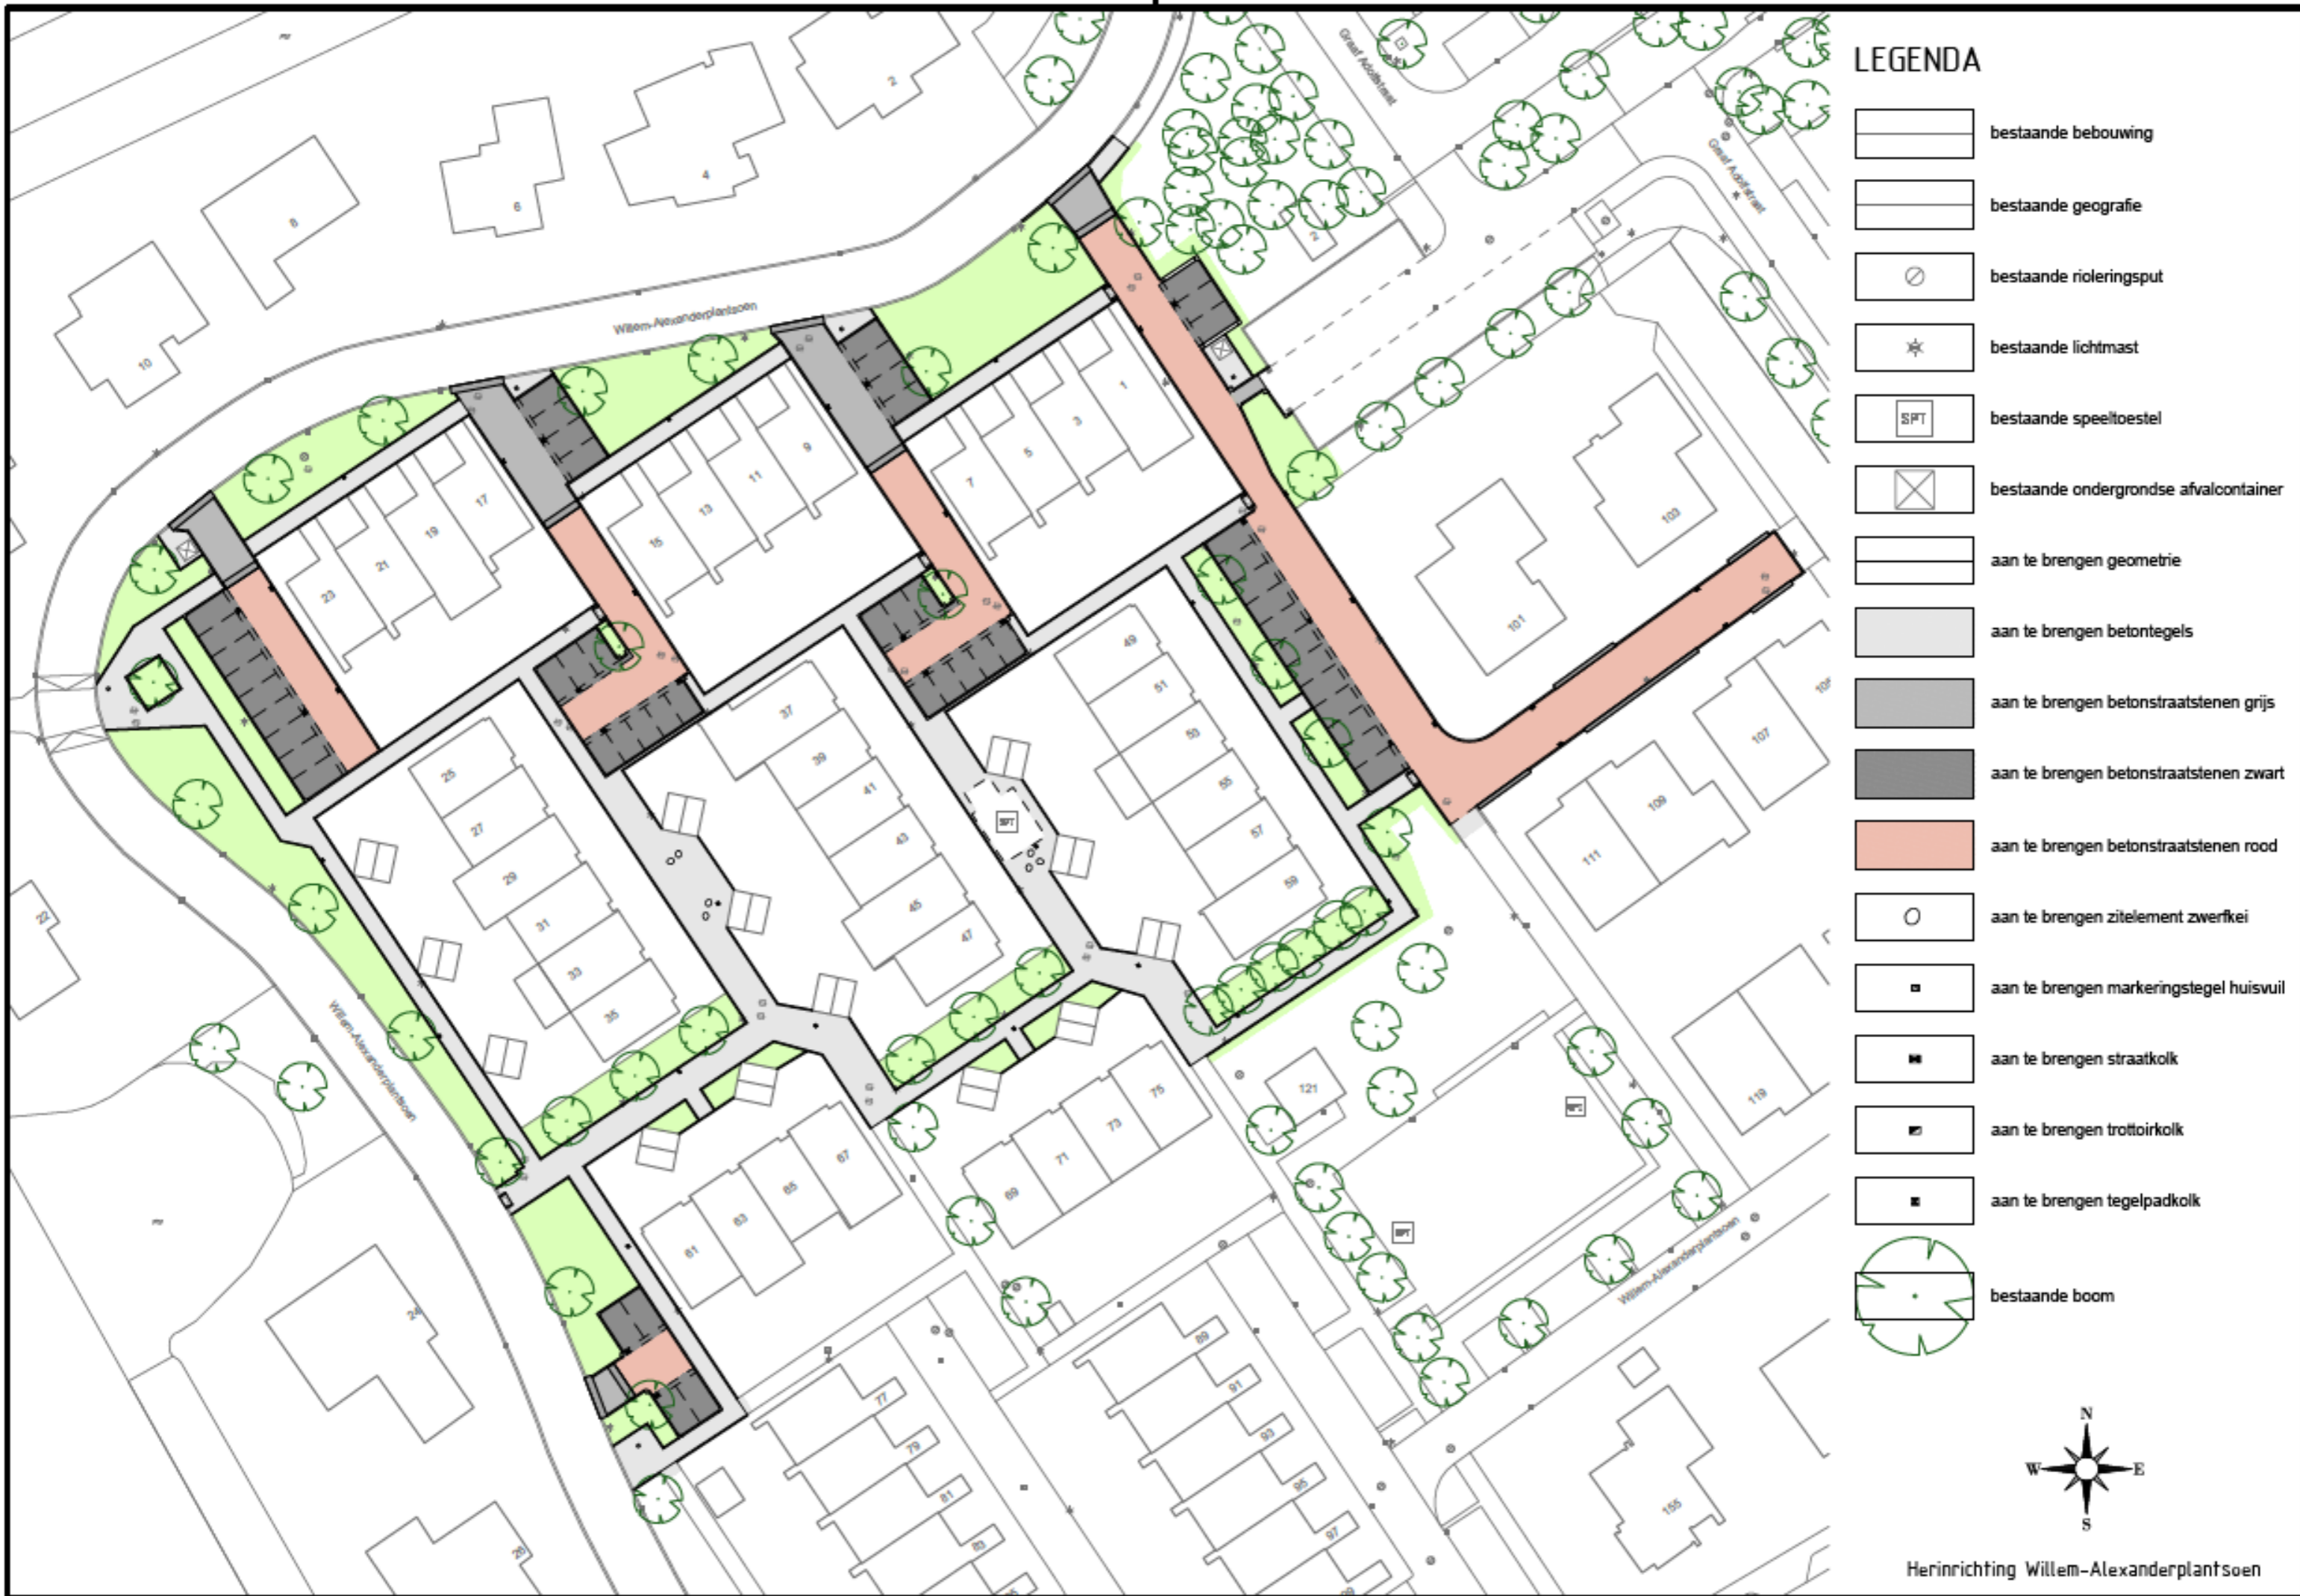 Graaf Adolfstraat
Graaf Adolfstraat
2
4
6
8
10
2
Willem-Alexanderplantsoen
1
3
5
7
9
11
13
15
17
19
21
23
103
101
107
109
111
49
51
53
55
57
59
SPT
37
39
41
43
45
47
25
27
29
31
33
35
22
Willem-Alexanderplantsoen
24
26
61
63
65
67
69
71
73
75
121
119
SPT
Willem-Alexanderplantsoen
77
79
81
83
89
91
93
95
97
99
155
LEGENDA
bestaande bebouwing
bestaande geografie
bestaande rioleringsput
bestaande lichtmast
SPT
bestaande speeltoestel
bestaande ondergrondse afvalcontainer
aan te brengen geometrie
aan te brengen betontegels
aan te brengen betonstraatstenen grijs
aan te brengen betonstraatstenen zwart
aan te brengen betonstraatstenen rood
aan te brengen zitelement zwerfkei
aan te brengen markeringstegel huisvuil
aan te brengen straatkolk
aan te brengen trottoirkolk
aan te brengen tegelpadkolk
bestaande boom
N
W E
S
Herinrichting Willem-Alexanderplantsoen